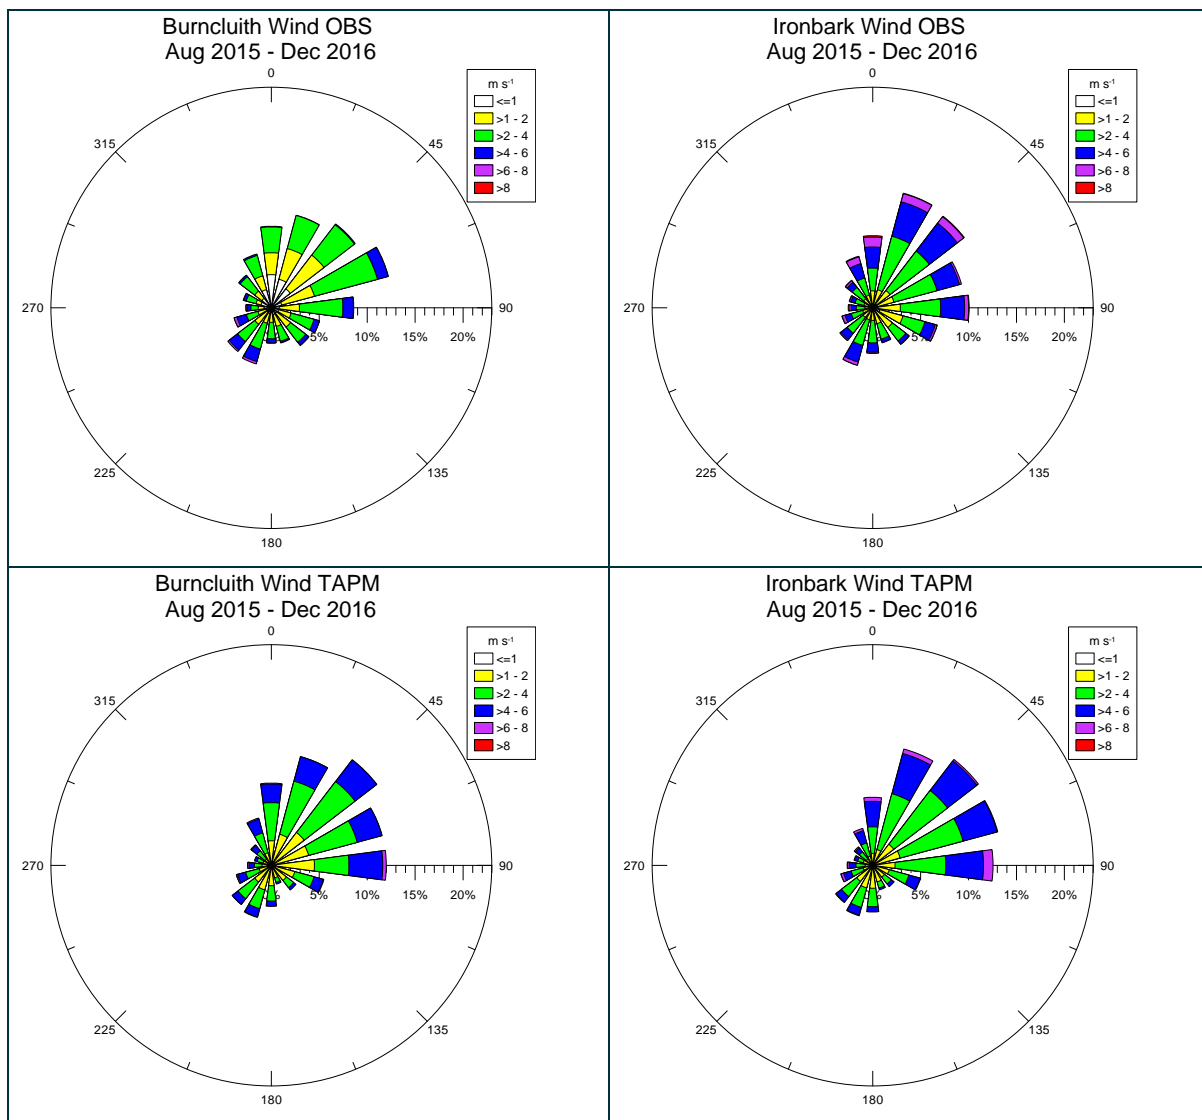 Burncluith Wind OBS
Aug 2015 - Dec 2016
m s-1
<=1
>1 - 2
>2 - 4
>4 - 6
>6 - 8
>8
0
45
90
135
180
225
270
315
5%
10%
15%
20%
Ironbark Wind OBS
Aug 2015 - Dec 2016
m s-1
<=1
>1 - 2
>2 - 4
>4 - 6
>6 - 8
>8
0
45
90
135
180
225
270
315
5%
10%
15%
20%
Burncluith Wind TAPM
Aug 2015 - Dec 2016
m s-1
<=1
>1 - 2
>2 - 4
>4 - 6
>6 - 8
>8
0
45
90
135
180
225
270
315
5%
10%
15%
20%
Ironbark Wind TAPM
Aug 2015 - Dec 2016
m s-1
<=1
>1 - 2
>2 - 4
>4 - 6
>6 - 8
>8
0
45
90
135
180
225
270
315
5%
10%
15%
20%